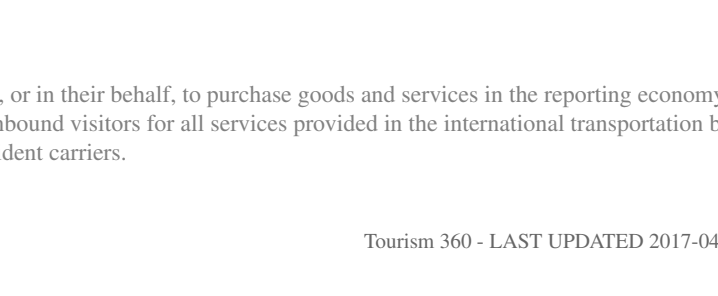 , or in their behalf, to purchase goods and services in the reporting economy
nbound visitors for all services provided in the international transportation b
dent carriers.
Tourism 360 - LAST UPDATED 2017-04